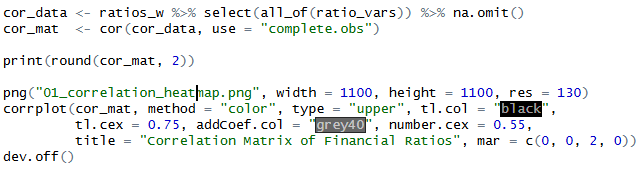 cor_data <- ratios_w %>% select(all_of(ratio_vars)) %>% na.omit()
cor_mat  <- cor(cor_data, use = "complete.obs")
print(round(cor_mat, 2))
png("01_correlation_heatmap.png", width = 1100, height = 1100, res = 130)
corrplot(cor_mat, method = "color", type = "upper", tl.col = "black",
         tl.cex = 0.75, addCoef.col = "grey40", number.cex = 0.55,
         title = "Correlation Matrix of Financial Ratios", mar = c(0, 0, 2, 0))
dev.off()